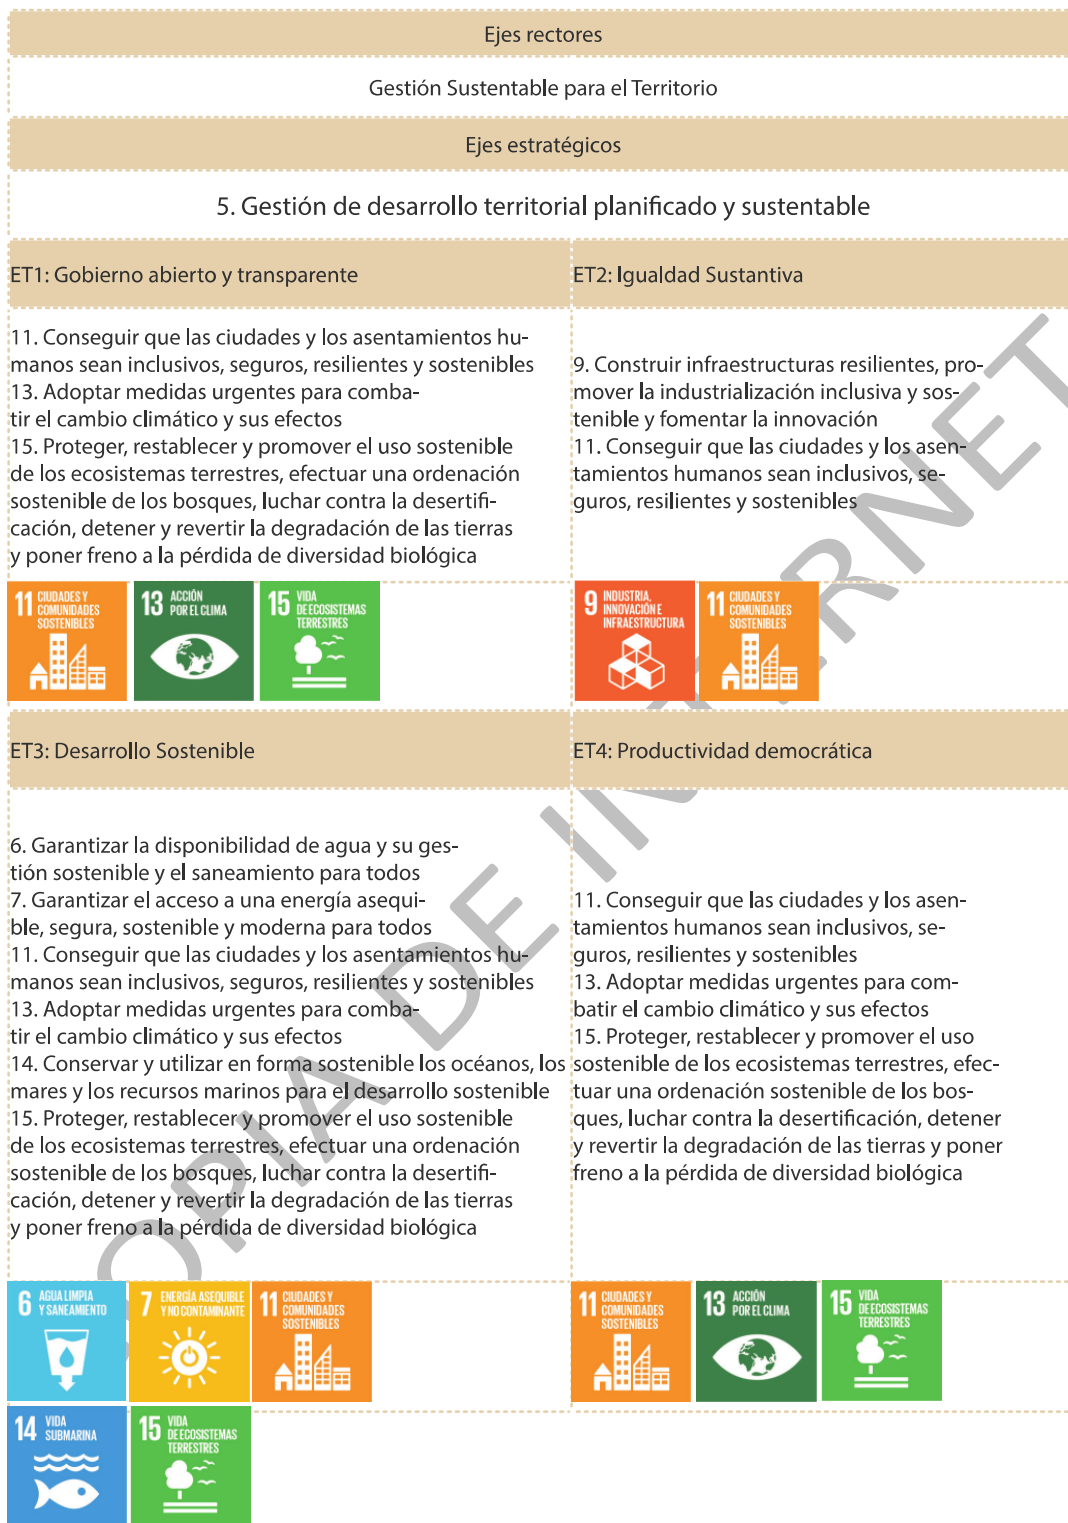 Ejes rectores
Gestión Sustentable para el Territorio
Ejes estratégicos
5. Gestión de desarrollo territorial planificado y sustentable
ET1: Gobierno abierto y transparente
ET2: Igualdad Sustantiva
11. Conseguir que las ciudades y los asentamientos hu-
manos sean inclusivos, seguros, resilientes y sostenibles
13. Adoptar medidas urgentes para comba-
tir el cambio climático y sus efectos
15. Proteger, restablecer y promover el uso sostenible
de los ecosistemas terrestres, efectuar una ordenación
sostenible de los bosques, luchar contra la desertifi-
cación, detener y revertir la degradación de las tierras
y poner freno a la pérdida de diversidad biológica
9. Construir infraestructuras resilientes, pro-
mover la industrialización inclusiva y sos-
tenible y fomentar la innovación
11. Conseguir que las ciudades y los asen-
tamientos humanos sean inclusivos, se-
guros, resilientes y sostenibles
11 CIUDADES Y
COMUNIDADES
SOSTENIBLES
13 ACCIÓN
POR EL CLIMA
15 VIDA
DE ECOSISTEMAS
TERRESTRES
9 INDUSTRIA,
INNOVACIÓN E
INFRAESTRUCTURA
11 CIUDADES Y
COMUNIDADES
SOSTENIBLES
ET3: Desarrollo Sostenible
ET4: Productividad democrática
6. Garantizar la disponibilidad de agua y su ges-
tión sostenible y el saneamiento para todos
7. Garantizar el acceso a una energía asequi-
ble, segura, sostenible y moderna para todos
11. Conseguir que las ciudades y los asentamientos hu-
manos sean inclusivos, seguros, resilientes y sostenibles
13. Adoptar medidas urgentes para comba-
tir el cambio climático y sus efectos
14. Conservar y utilizar en forma sostenible los océanos, los
mares y los recursos marinos para el desarrollo sostenible
15. Proteger, restablecer y promover el uso sostenible
de los ecosistemas terrestres, efectuar una ordenación
sostenible de los bosques, luchar contra la desertifi-
cación, detener y revertir la degradación de las tierras
y poner freno a la pérdida de diversidad biológica
11. Conseguir que las ciudades y los asen-
tamientos humanos sean inclusivos, se-
guros, resilientes y sostenibles
13. Adoptar medidas urgentes para com-
batir el cambio climático y sus efectos
15. Proteger, restablecer y promover el uso
sostenible de los ecosistemas terrestres, efec-
tuar una ordenación sostenible de los bos-
ques, luchar contra la desertificación, detener
y revertir la degradación de las tierras y poner
freno a la pérdida de diversidad biológica
6 AGUA LIMPIA
Y SANEAMIENTO
7 ENERGÍA ASEQUIBLE
Y NO CONTAMINANTE
11 CIUDADES Y
COMUNIDADES
SOSTENIBLES
14 VIDA
SUBMARINA
15 VIDA
DE ECOSISTEMAS
TERRESTRES
11 CIUDADES Y
COMUNIDADES
SOSTENIBLES
13 ACCIÓN
POR EL CLIMA
15 VIDA
DE ECOSISTEMAS
TERRESTRES